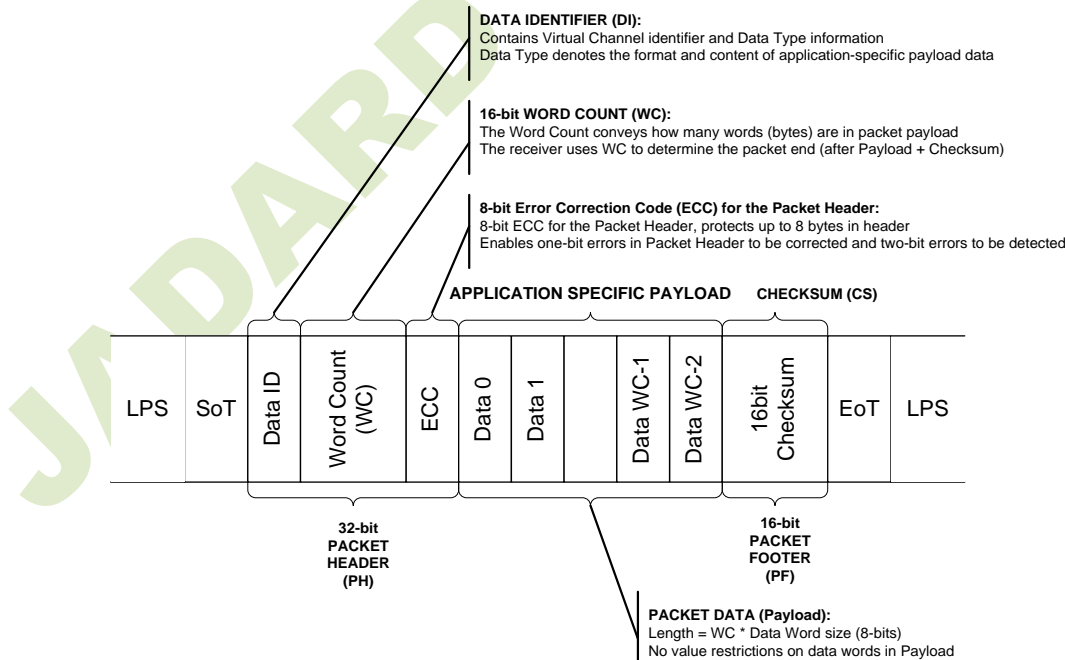 DATA IDENTIFIER (DI):
Contains Virtual Channel identifier and Data Type information
Data Type denotes the format and content of application-specific payload data
16-bit WORD COUNT (WC):
The Word Count conveys how many words (bytes) are in packet payload
The receiver uses WC to determine the packet end (after Payload + Checksum)
8-bit Error Correction Code (ECC) for the Packet Header:
8-bit ECC for the Packet Header, protects up to 8 bytes in header
Enables one-bit errors in Packet Header to be corrected and two-bit errors to be detected
APPLICATION SPECIFIC PAYLOAD
CHECKSUM (CS)
LPS
SoT
Data ID
Word Count
(WC)
ECC
Data 0
Data 1
Data WC-1
Data WC-2
16bit
Checksum
EoT
LPS
32-bit
PACKET
HEADER
(PH)
16-bit
PACKET
FOOTER
(PF)
PACKET DATA (Payload):
Length = WC * Data Word size (8-bits)
No value restrictions on data words in Payload
JADARD